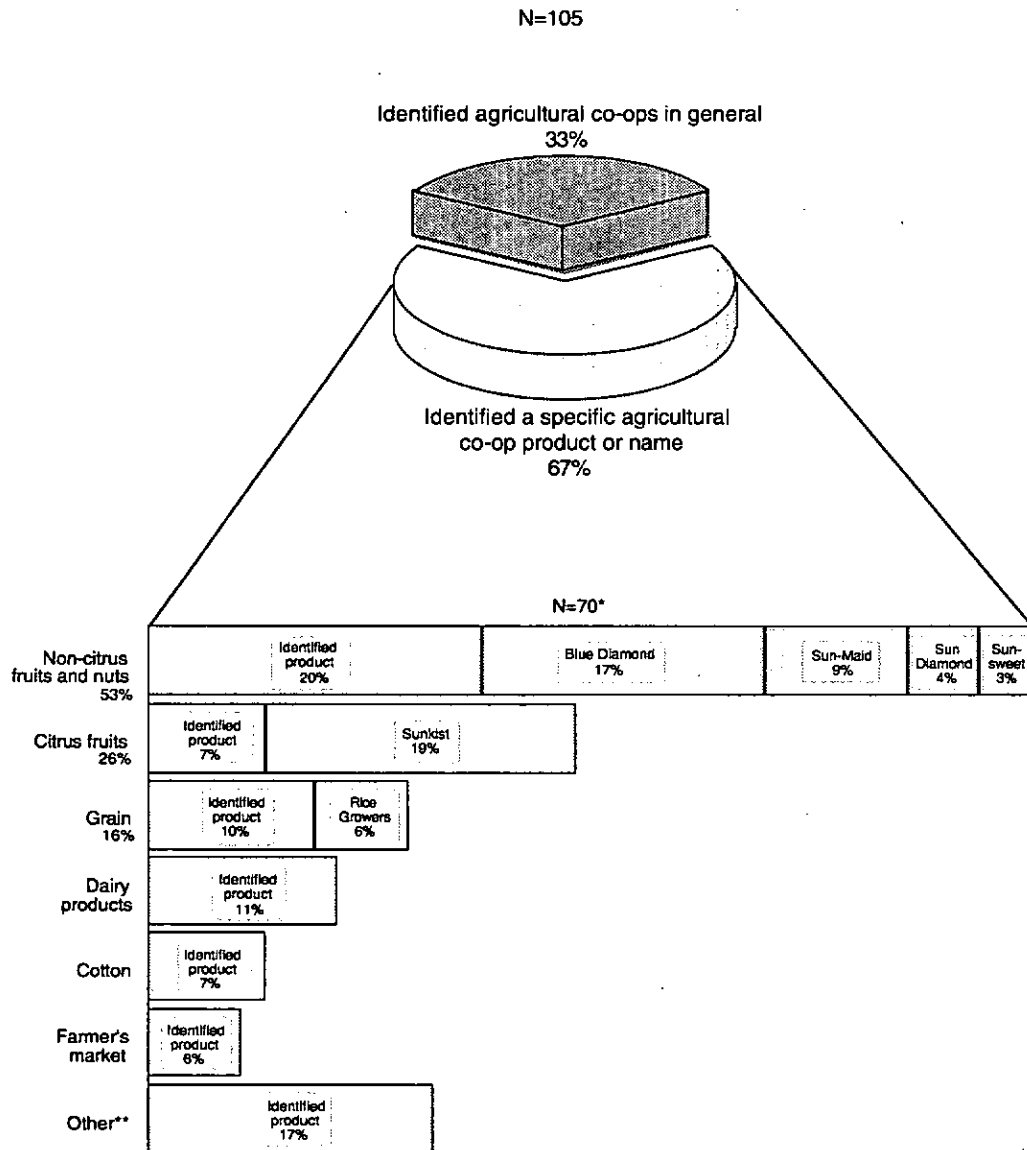 N=105
Identified agricultural co-ops in general
33%
Identified a specific agricultural
co-op product or name
67%
N=70*
Non-citrus
fruits and nuts
53%
Identified
product
20%
Blue Diamond
17%
Sun-Maid
9%
Sun
Diamond
4%
Sun-
sweet
3%
Citrus fruits
26%
Identified
product
7%
Sunkist
19%
Grain
16%
Identified
product
10%
Rice
Growers
6%
Dairy
products
Identified
product
11%
Cotton
Identified
product
7%
Farmer's
market
Identified
product
6%
Other**
Identified
product
17%